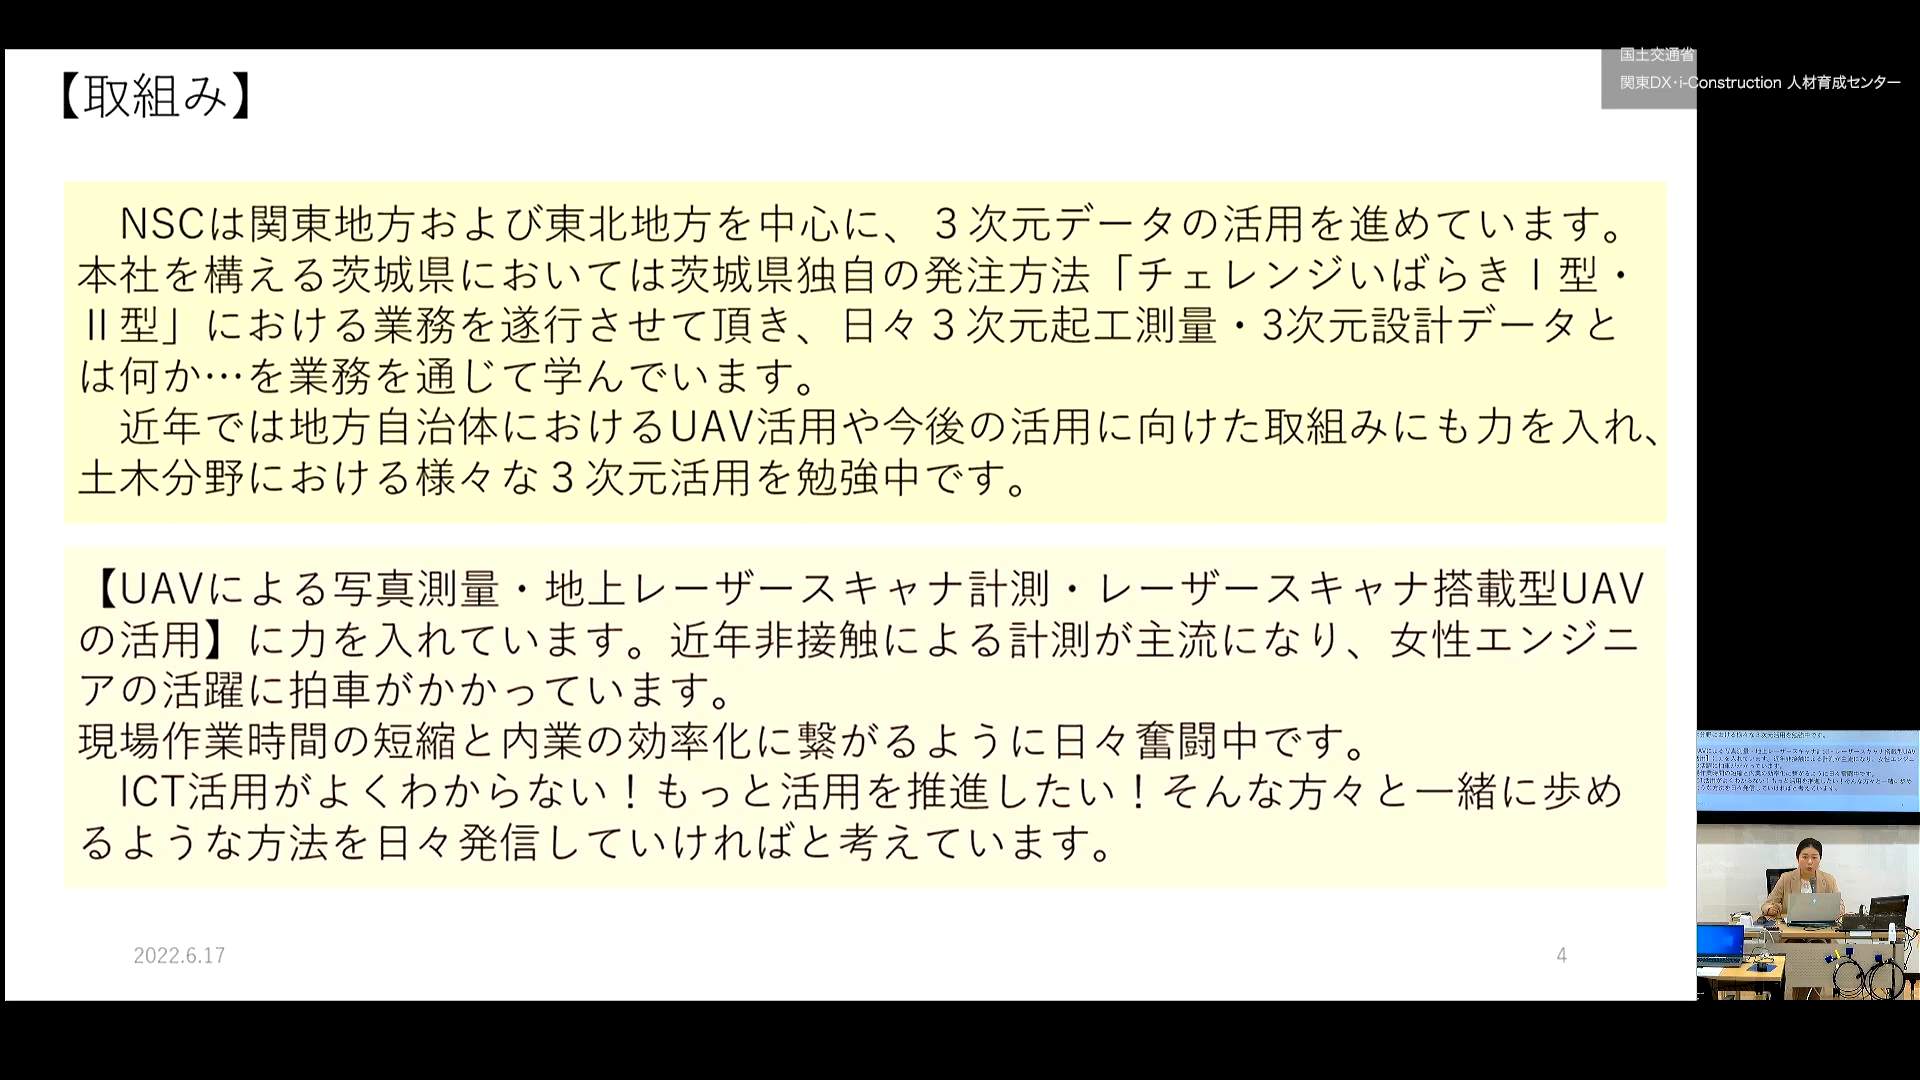 国土交通省
関東DX・i-Construction 人材育成センター
【取組み】
　NSCは関東地方および東北地方を中心に、３次元データの活用を進めています。
本社を構える茨城県においては茨城県独自の発注方法「チェレンジいばらきⅠ型・
Ⅱ型」における業務を遂行させて頂き、日々３次元起工測量・3次元設計データと
は何か…を業務を通じて学んでいます。
　近年では地方自治体におけるUAV活用や今後の活用に向けた取組みにも力を入れ、
土木分野における様々な３次元活用を勉強中です。
【UAVによる写真測量・地上レーザースキャナ計測・レーザースキャナ搭載型UAV
の活用】に力を入れています。近年非接触による計測が主流になり、女性エンジニ
アの活躍に拍車がかかっています。
現場作業時間の短縮と内業の効率化に繋がるように日々奮闘中です。
　ICT活用がよくわからない！もっと活用を推進したい！そんな方々と一緒に歩め
るような方法を日々発信していければと考えています。
2022.6.17
4